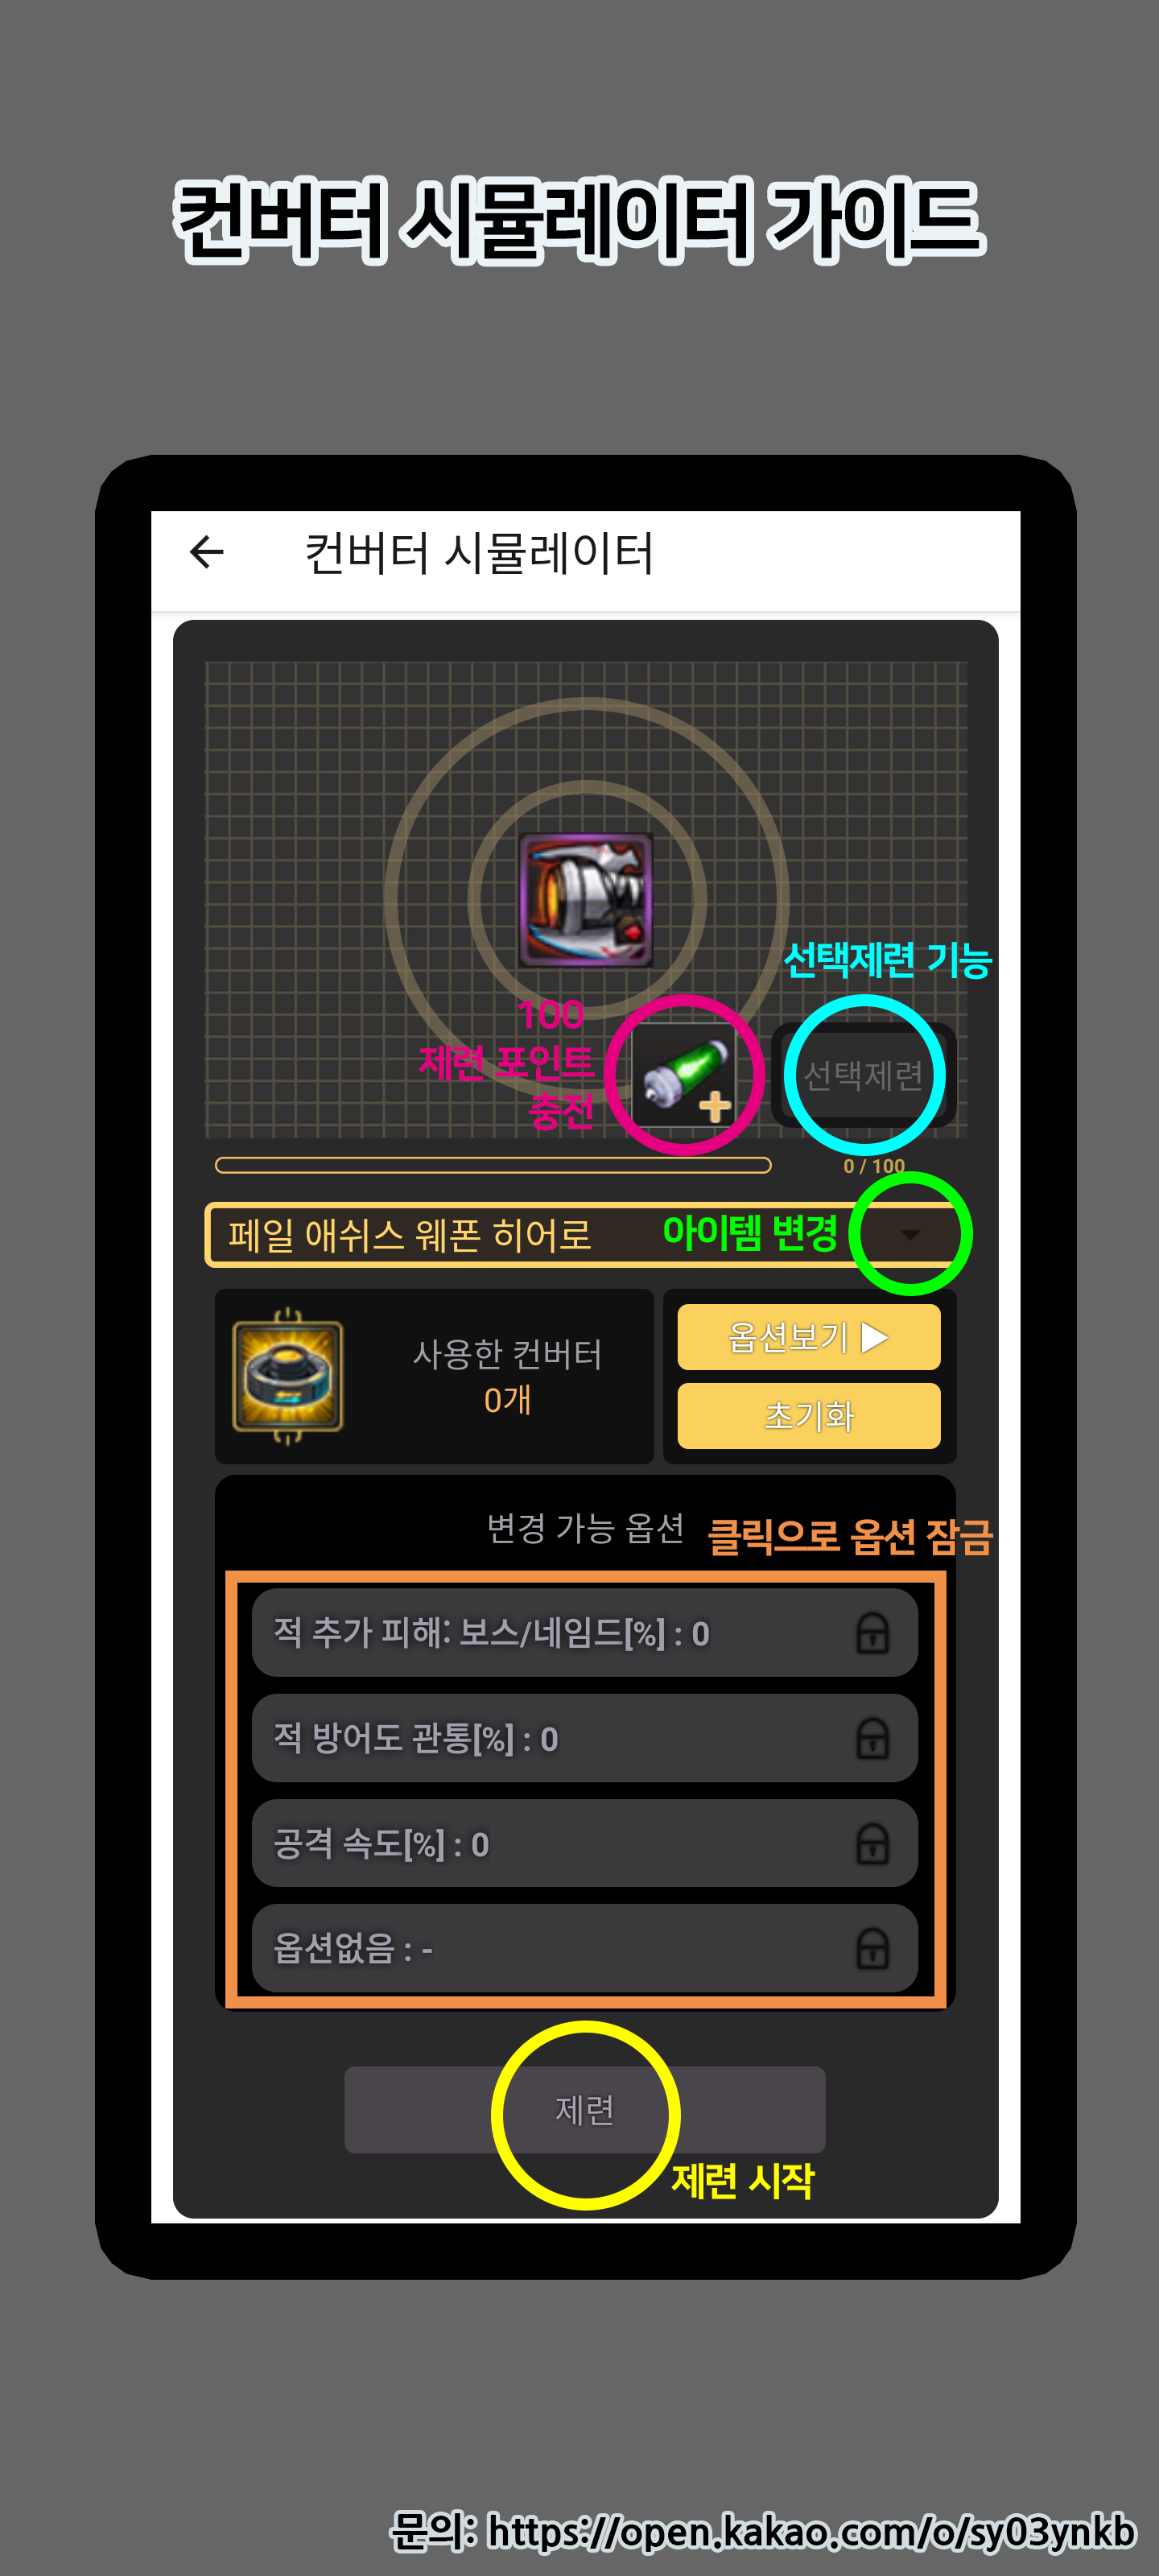 컨버터 시뮬레이터 가이드
컨버터 시뮬레이터
선택제련 기능
100
제련 포인트
충전
선택제련
0 / 100
페일 애쉬스 웨폰 히어로
아이템 변경
사용한 컨버터
0개
옵션보기 ▶
초기화
변경 가능 옵션
클릭으로 옵션 잠금
적 추가 피해: 보스/네임드[%] : 0
적 방어도 관통[%] : 0
공격 속도[%] : 0
옵션없음 : -
제련
제련 시작
문의: https://open.kakao.com/o/sy03ynkb